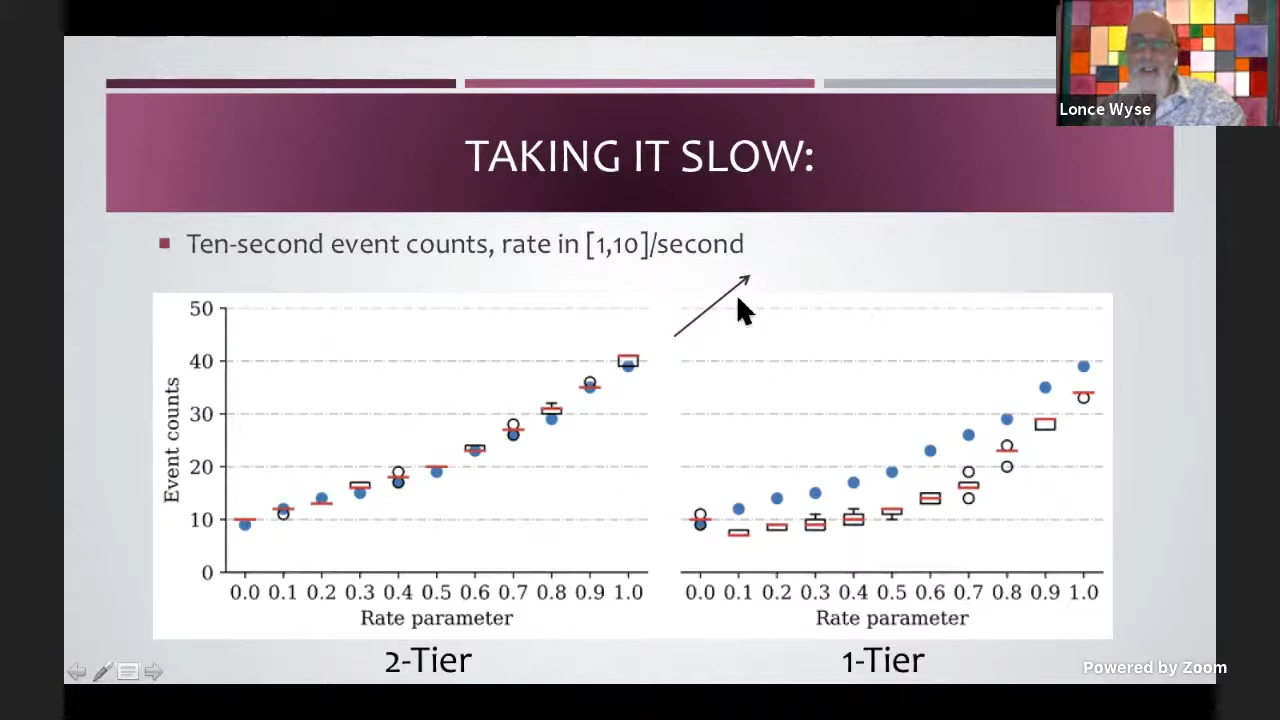 Lonce Wyse
TAKING IT SLOW:
Ten-second event counts, rate in [1,10]/second
50
40
30
20
10
0
Event counts
0.0 0.1 0.2 0.3 0.4 0.5 0.6 0.7 0.8 0.9 1.0
Rate parameter
2-Tier
0.0 0.1 0.2 0.3 0.4 0.5 0.6 0.7 0.8 0.9 1.0
Rate parameter
1-Tier
Powered by Zoom